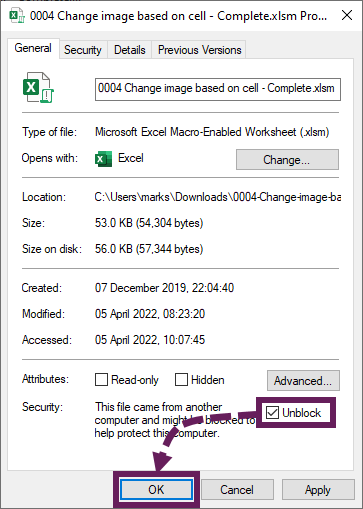 0004 Change image based on cell - Complete.xlsm Pro...
General Security Details Previous Versions
0004 Change image based on cell - Complete.xlsm
Type of file: Microsoft Excel Macro-Enabled Worksheet (.xlsm)
Opens with: Excel Change...
Location: C:\Users\marks\Downloads\0004-Change-image-ba
Size: 53.0 KB (54,304 bytes)
Size on disk: 56.0 KB (57,344 bytes)
Created: 07 December 2019, 22:04:40
Modified: 05 April 2022, 08:23:20
Accessed: 05 April 2022, 10:07:45
Attributes: Read-only Hidden Advanced...
Security: This file came from another
computer and might be blocked to Unblock
help protect this computer.
OK Cancel Apply